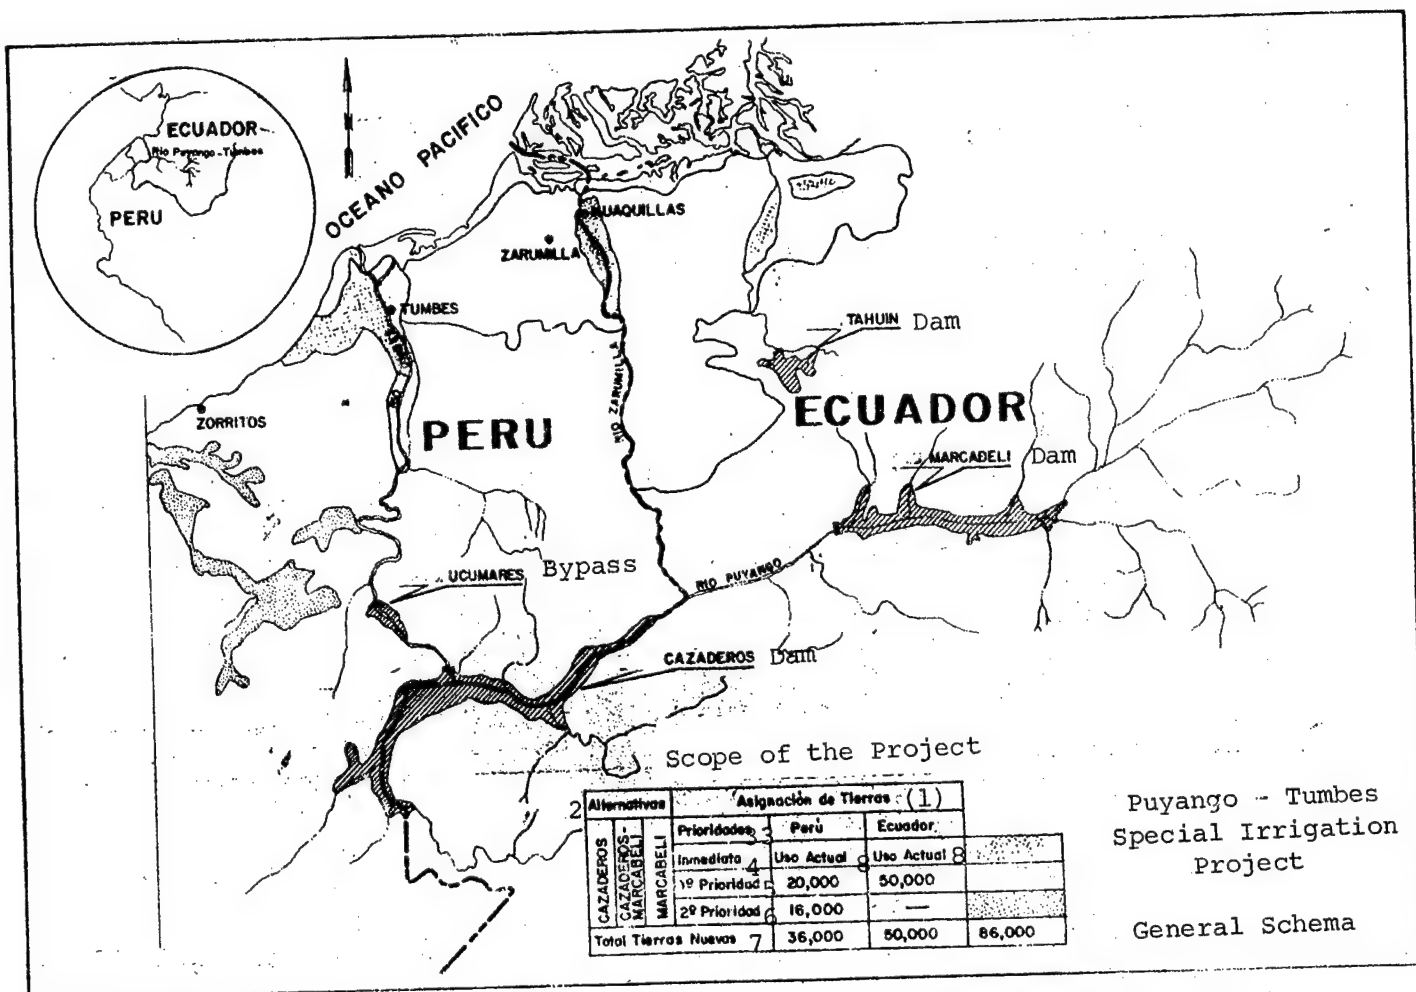 ECUADOR
Río Puyango-Tumbes
PERU
OCEANO PACIFICO
HUAQUILLAS
ZARUMILLA
TUMBES
RIO TUMBES
ZORRITOS
PERU
RIO ZARUMILLA
TAHUIN Dam
ECUADOR
MARCABELI Dam
UCUMARES Bypass
RIO PUYANGO
CAZADEROS Dam
Scope of the Project
2 Alternativas Asignación de Tierras (1)
CAZADEROS
CAZADEROS-MARCABELI
MARCABELI
Prioridades 3 Perú Ecuador
Inmediata 4 Uso Actual 8 Uso Actual 8
1º Prioridad 5 20,000 50,000
2º Prioridad 6 16,000 —
Total Tierras Nuevas 7 36,000 50,000 86,000
Puyango - Tumbes
Special Irrigation
Project
General Schema